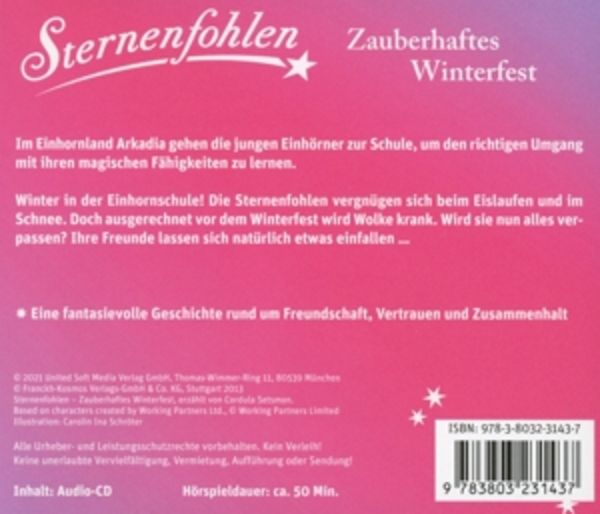 Sternenfohlen
Zauberhaftes
Winterfest
Im Einhornland Arkadia gehen die jungen Einhörner zur Schule, um den richtigen Umgang
mit ihren magischen Fähigkeiten zu lernen.
Winter in der Einhornschule! Die Sternenfohlen vergnügen sich beim Eislaufen und im
Schnee. Doch ausgerechnet vor dem Winterfest wird Wolke krank. Wird sie nun alles ver-
passen? Ihre Freunde lassen sich natürlich etwas einfallen ...
Eine fantasievolle Geschichte rund um Freundschaft, Vertrauen und Zusammenhalt
© 2021 United Soft Media Verlag GmbH, Thomas-Wimmer-Ring 11, 80539 München
© Franckh-Kosmos Verlags-GmbH & Co. KG, Stuttgart 2013
Sternenfohlen – Zauberhaftes Winterfest, erzählt von Cordula Setsman.
Based on characters created by Working Partners Ltd., © Working Partners Limited
Illustration: Carolin Ina Schröter
Alle Urheber- und Leistungsschutzrechte vorbehalten. Kein Verleih!
Keine unerlaubte Vervielfältigung, Vermietung, Aufführung oder Sendung!
Inhalt: Audio-CD
Hörspieldauer: ca. 50 Min.
ISBN: 978-3-8032-3143-7
9 783803 231437